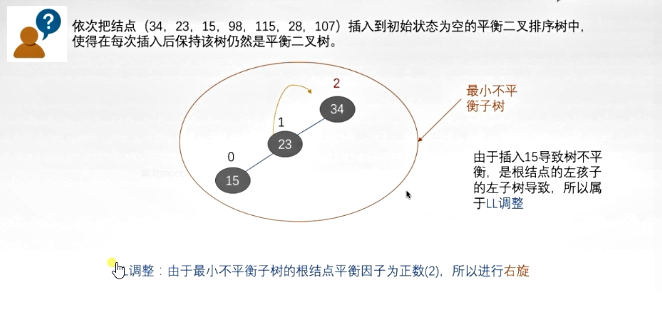 依次把结点（34，23，15，98，115，28，107）插入到初始状态为空的平衡二叉排序树中，
使得在每次插入后保持该树仍然是平衡二叉树。
?
2
34
1
23
0
15
最小不平
衡子树
由于插入15导致树不平
衡，是根结点的左孩子
的左子树导致，所以属
于LL调整
L调整：由于最小不平衡子树的根结点平衡因子为正数(2)，所以进行右旋